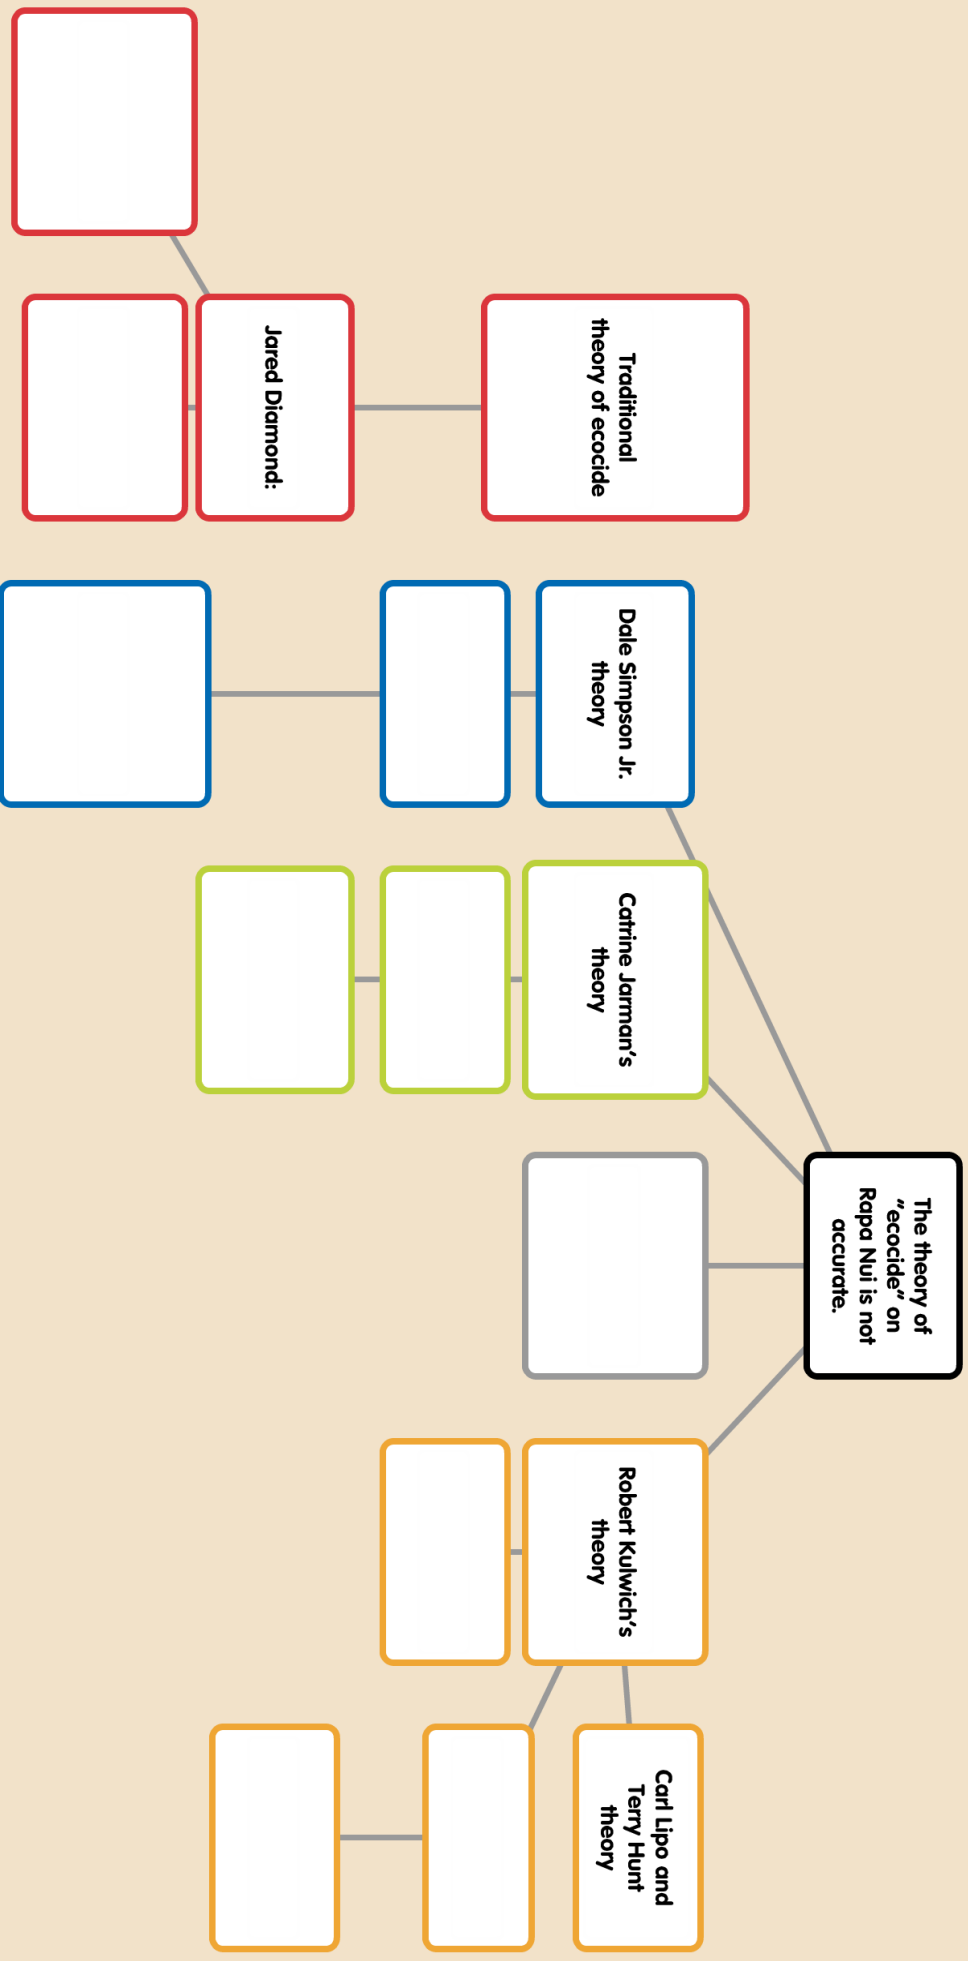 The theory of
"ecocide" on
Rapa Nui is not
accurate.
Traditional
theory of ecocide
Jared Diamond:
Dale Simpson Jr.
theory
Catrine Jarman's
theory
Robert Kulwich's
theory
Carl Lipo and
Terry Hunt
theory